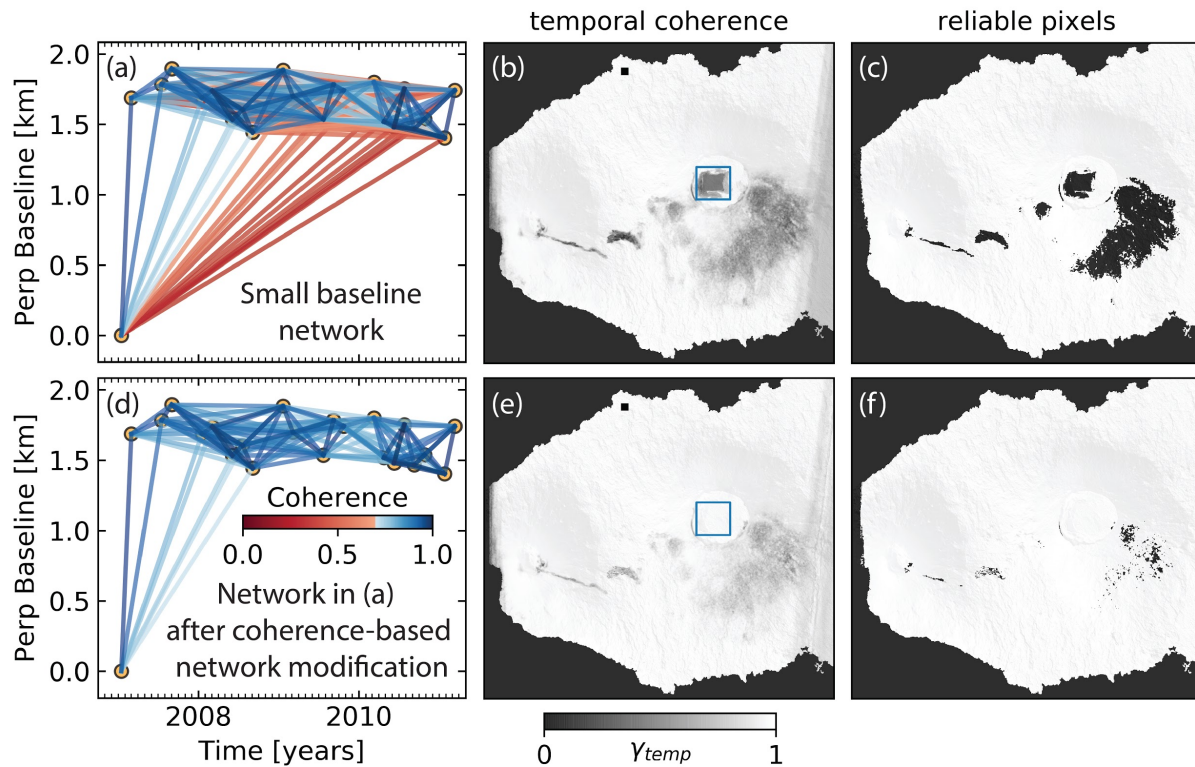 temporal coherence
reliable pixels
Perp Baseline [km]
2.0
1.5
1.0
0.5
0.0
(a)
Small baseline
network
(b)
(c)
Perp Baseline [km]
2.0
1.5
1.0
0.5
0.0
(d)
Coherence
0.0 0.5 1.0
Network in (a)
after coherence-based
network modification
2008 2010
Time [years]
(e)
(f)
0 γtemp 1